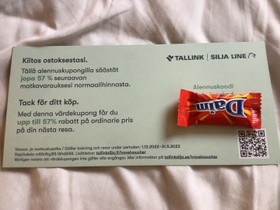 Kiitos ostoksestasi.
TALLINK | SILJA LINE
Tällä alennuskupongilla säästät
jopa 57 % seuraavan
matkavarauksesi normaalihinnasta.
Alennuskoodi
Daim
Tack för ditt köp.
Med denna värdekupong får du
upp till 57% rabatt på ordinarie pris
på din nästa resa.